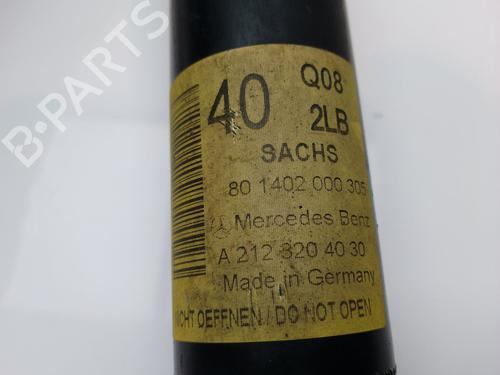 B-PARTS
40
Q08
2LB
SACHS
80 1402 000 305
Mercedes Benz
A 212 320 40 30
Made in Germany
NICHT OEFFNEN / DO NOT OPEN